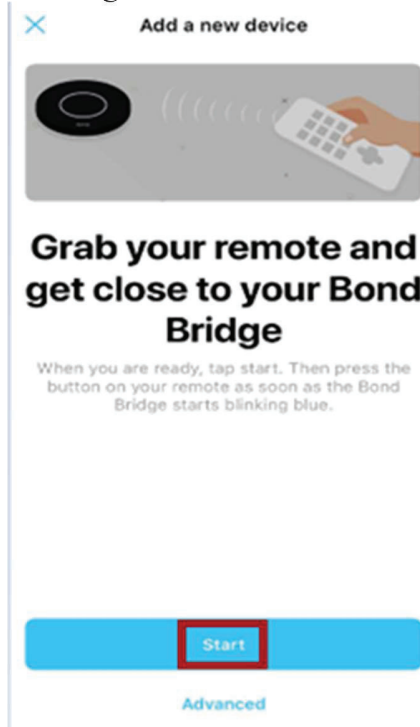 Add a new device
Grab your remote and
get close to your Bond
Bridge
When you are ready, tap start. Then press the
button on your remote as soon as the Bond
Bridge starts blinking blue.
Start
Advanced